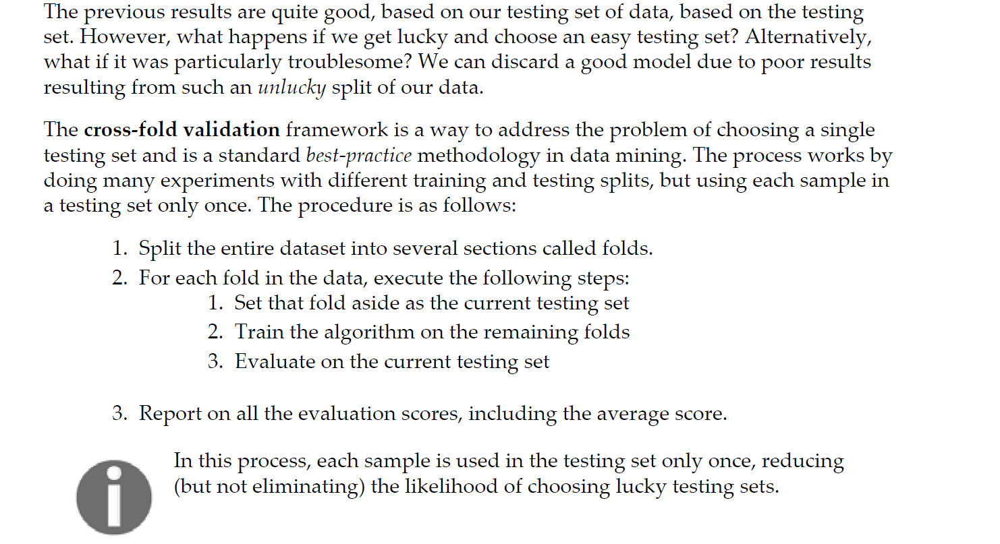 The previous results are quite good, based on our testing set of data, based on the testing
set. However, what happens if we get lucky and choose an easy testing set? Alternatively,
what if it was particularly troublesome? We can discard a good model due to poor results
resulting from such an unlucky split of our data.
The cross-fold validation framework is a way to address the problem of choosing a single
testing set and is a standard best-practice methodology in data mining. The process works by
doing many experiments with different training and testing splits, but using each sample in
a testing set only once. The procedure is as follows:
1. Split the entire dataset into several sections called folds.
2. For each fold in the data, execute the following steps:
1. Set that fold aside as the current testing set
2. Train the algorithm on the remaining folds
3. Evaluate on the current testing set
3. Report on all the evaluation scores, including the average score.
In this process, each sample is used in the testing set only once, reducing
(but not eliminating) the likelihood of choosing lucky testing sets.